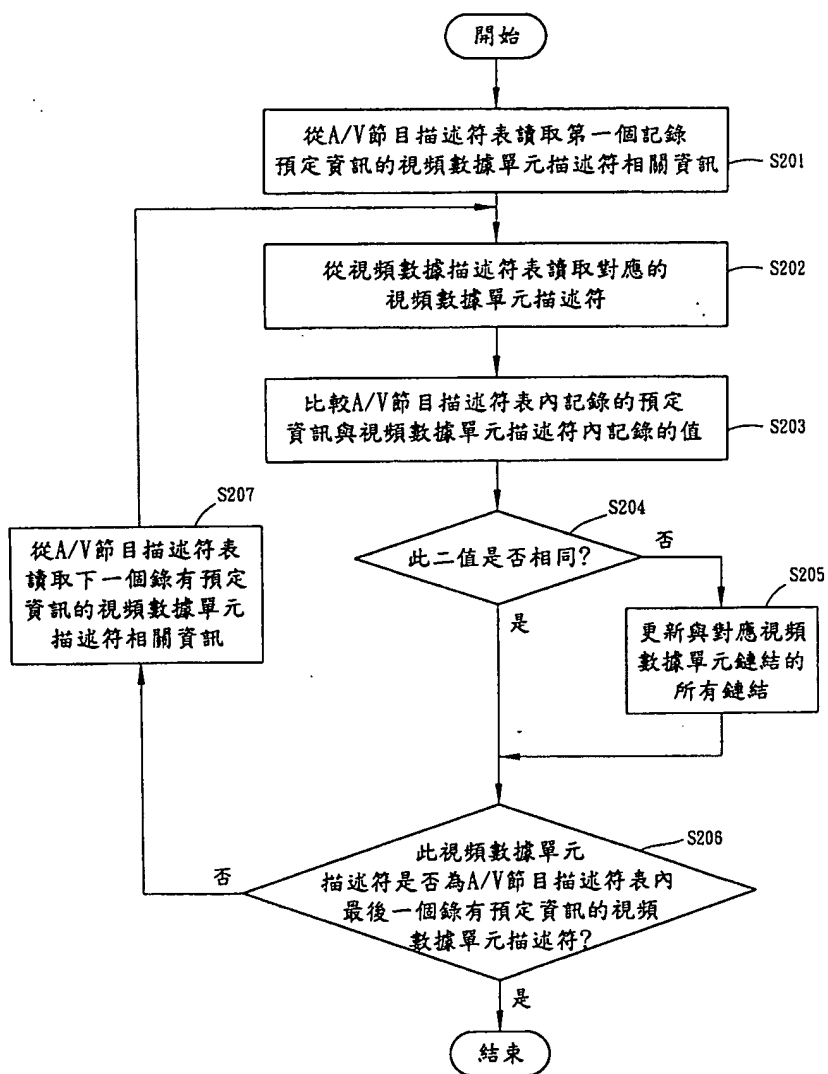 開始
從A/V節目描述符表讀取第一個記錄
預定資訊的視頻數據單元描述符相關資訊
S201
從視頻數據描述符表讀取對應的
視頻數據單元描述符
S202
比較A/V節目描述符表內記錄的預定
資訊與視頻數據單元描述符內記錄的值
S203
S207
從A/V節目描述符表
讀取下一個錄有預定
資訊的視頻數據單元
描述符相關資訊
S204
此二值是否相同?
否
是
S205
更新與對應視頻
數據單元鏈結的
所有鏈結
S206
此視頻數據單元
描述符是否為A/V節目描述符表內
最後一個錄有預定資訊的視頻
數據單元描述符?
否
是
結束